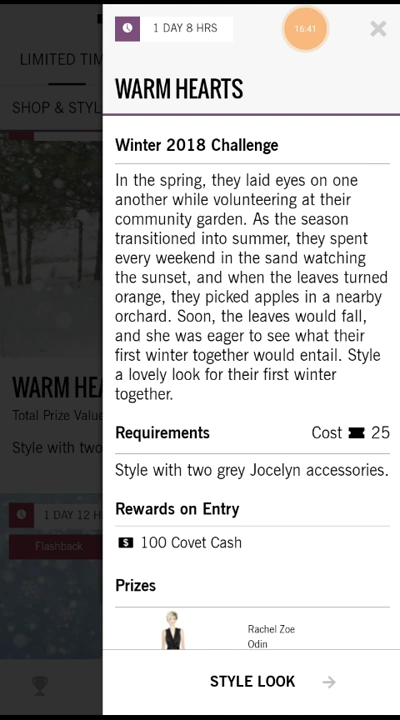 1 DAY 8 HRS
16:41
WARM HEARTS
Winter 2018 Challenge
In the spring, they laid eyes on one
another while volunteering at their
community garden. As the season
transitioned into summer, they spent
every weekend in the sand watching
the sunset, and when the leaves turned
orange, they picked apples in a nearby
orchard. Soon, the leaves would fall,
and she was eager to see what their
first winter together would entail. Style
a lovely look for their first winter
together.
Requirements
Cost 25
Style with two grey Jocelyn accessories.
Rewards on Entry
$ 100 Covet Cash
Prizes
Rachel Zoe
Odin
STYLE LOOK
LIMITED TIM
SHOP & STYL
WARM HEA
Total Prize Value
Style with two
1 DAY 12 H
Flashback